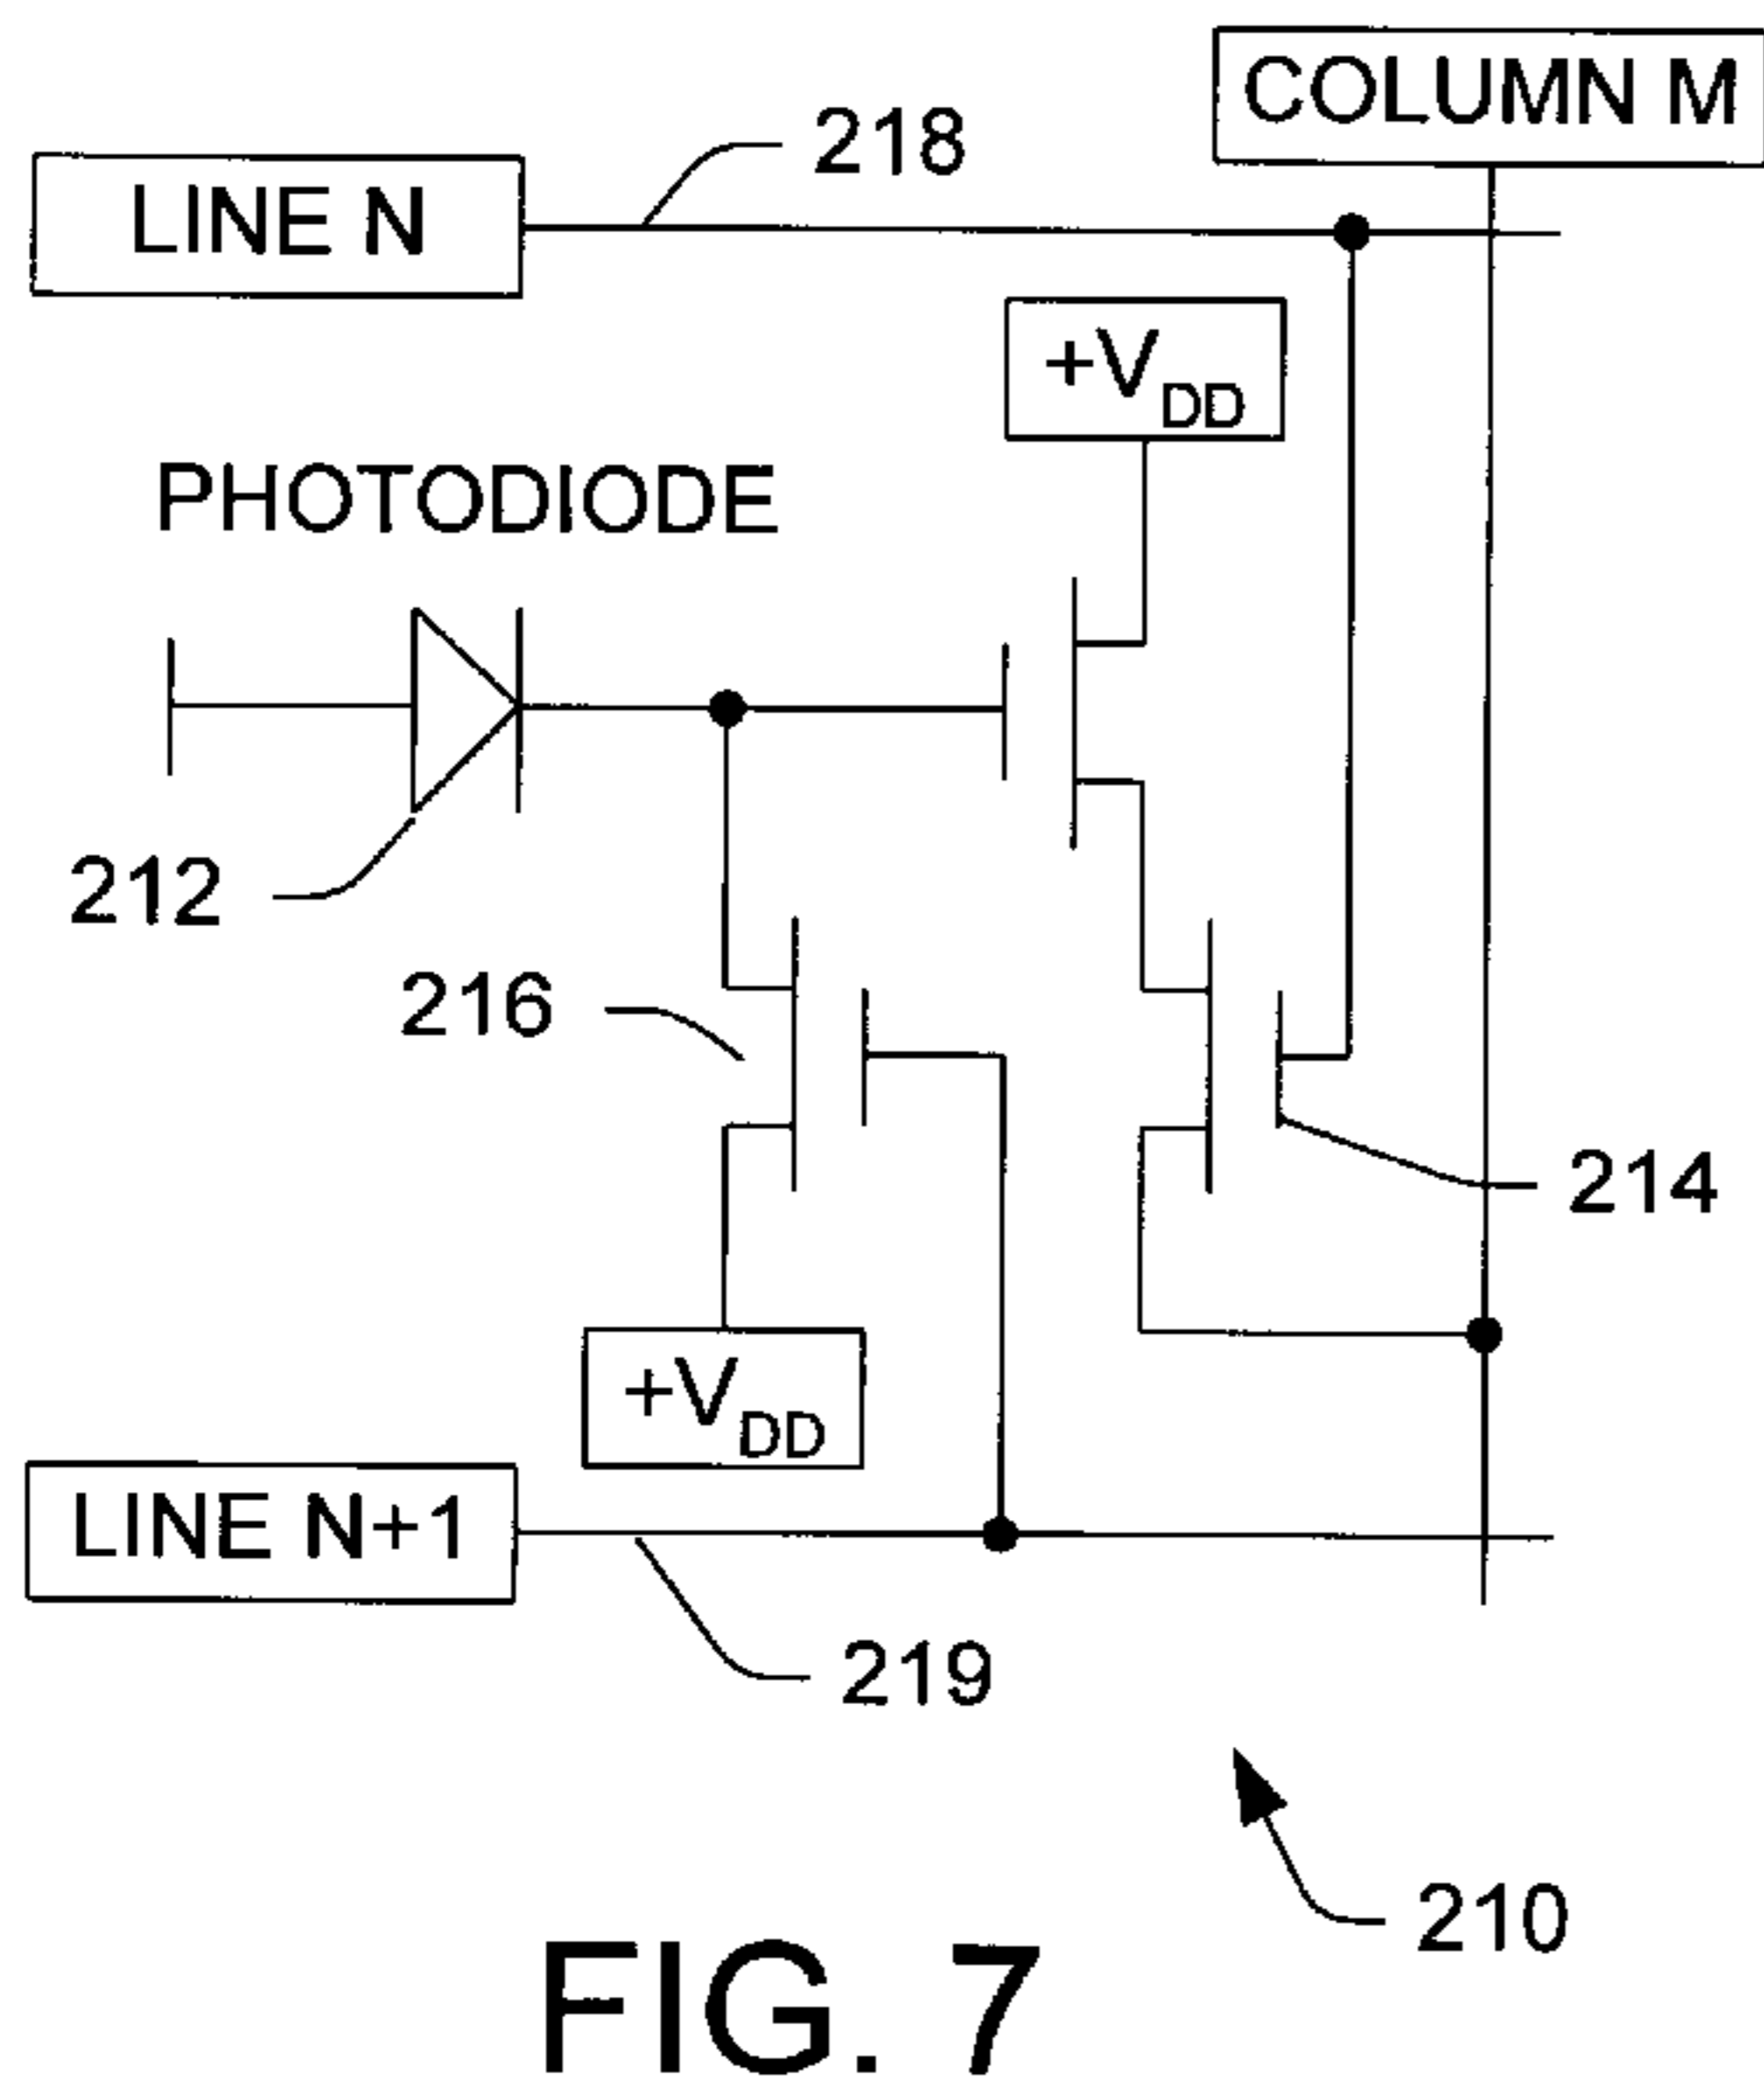 COLUMN M
218
LINE N
+VDD
PHOTODIODE
212
216
214
+VDD
LINE N+1
219
210
FIG. 7